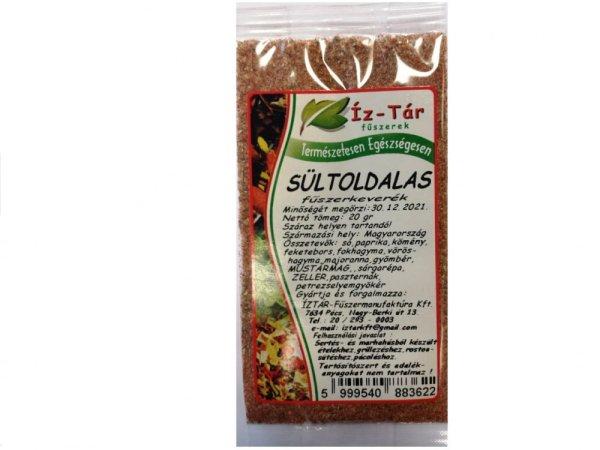 Íz-Tár
fűszerek
Természetesen Egészségesen
SÜLTOLDALAS
fűszerkeverék
Minőségét megőrzi:30.12.2021.
Nettó tömeg: 20 gr
Száraz helyen tartandó!
Származási hely: Magyarország
Összetevők: só,paprika,kömény,
feketebors,fokhagyma,vörös-
hagyma,majoranna,gyömbér,
MUSTÁRMAG,,sárgarépa,
ZELLER,paszternák,
petrezselyemgyökér
Gyártja és forgalmazza:
ÍZTÁR-Fűszermanufaktúra Kft.
7634 Pécs, Nagy-Berki út 13.
Tel : 20 / 293 - 0003
e-mail: iztarkft@gmail.com
Felhasználási javaslat :
Sertés- és marhahúsból készült
ételekhez,grillezéshez,rostos-
sütéshez,pácoláshoz.
Tartósítószert és adalék-
anyagokat nem tartalmaz !
5 999540 883622